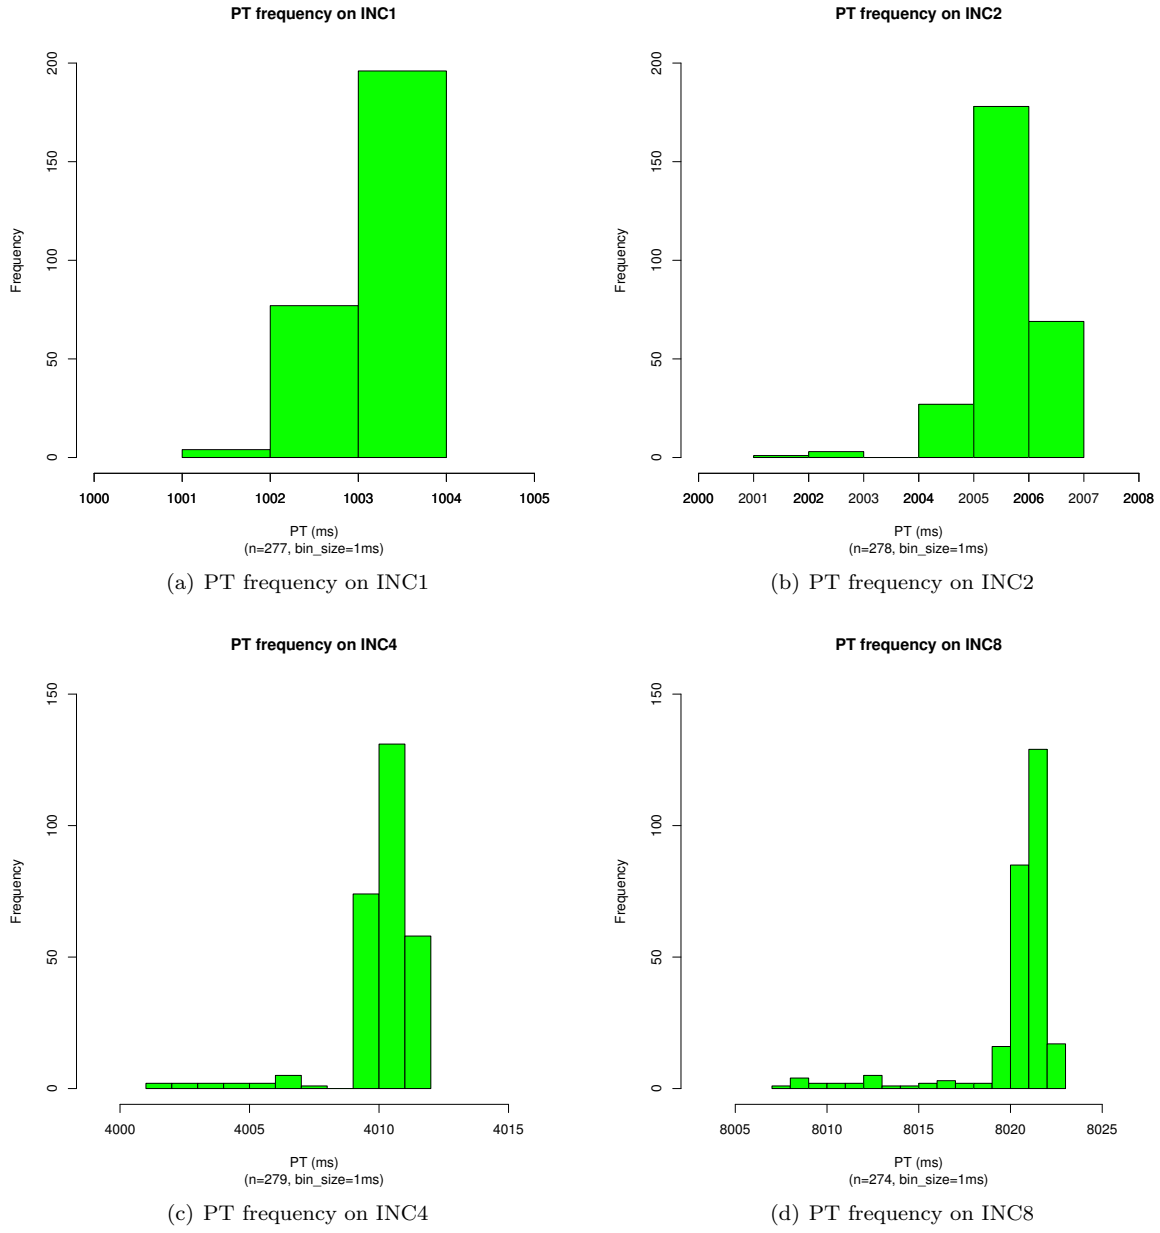 PT frequency on INC1
Frequency
0 50 100 150 200
1000 1001 1002 1003 1004 1005
PT (ms)
(n=277, bin_size=1ms)
(a) PT frequency on INC1
PT frequency on INC2
Frequency
0 50 100 150 200
2000 2001 2002 2003 2004 2005 2006 2007 2008
PT (ms)
(n=278, bin_size=1ms)
(b) PT frequency on INC2
PT frequency on INC4
Frequency
0 50 100 150
4000 4005 4010 4015
PT (ms)
(n=279, bin_size=1ms)
(c) PT frequency on INC4
PT frequency on INC8
Frequency
0 50 100 150
8005 8010 8015 8020 8025
PT (ms)
(n=274, bin_size=1ms)
(d) PT frequency on INC8